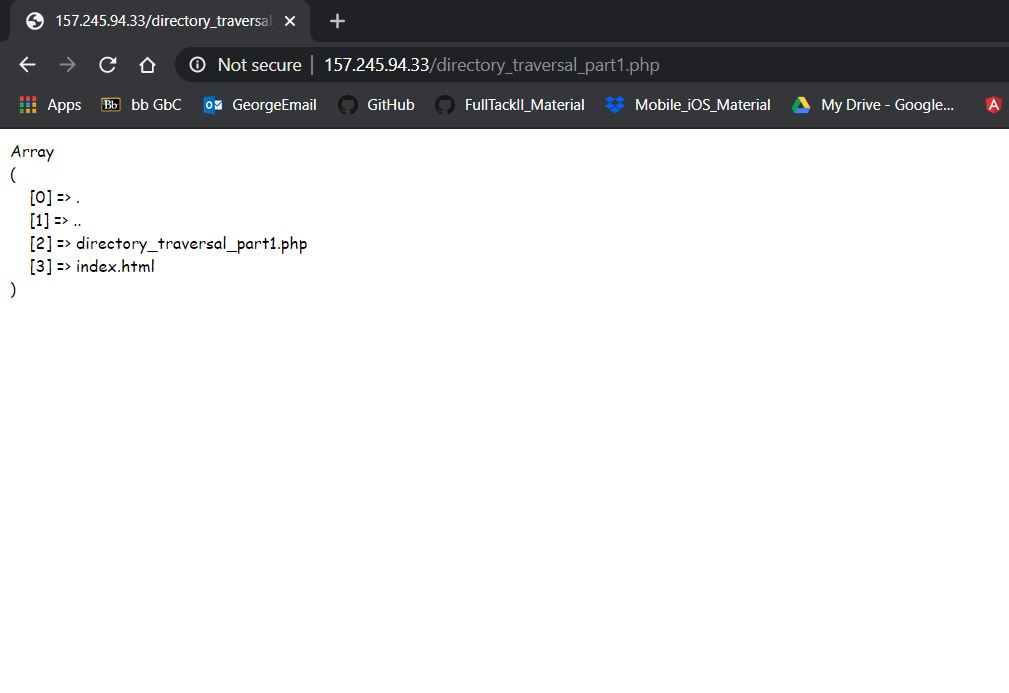 157.245.94.33/directory_traversal
Not secure | 157.245.94.33/directory_traversal_part1.php
Apps Bb bb GbC GeorgeEmail GitHub FullTackII_Material Mobile_iOS_Material My Drive - Google...
Array
(
[0] => .
[1] => ..
[2] => directory_traversal_part1.php
[3] => index.html
)